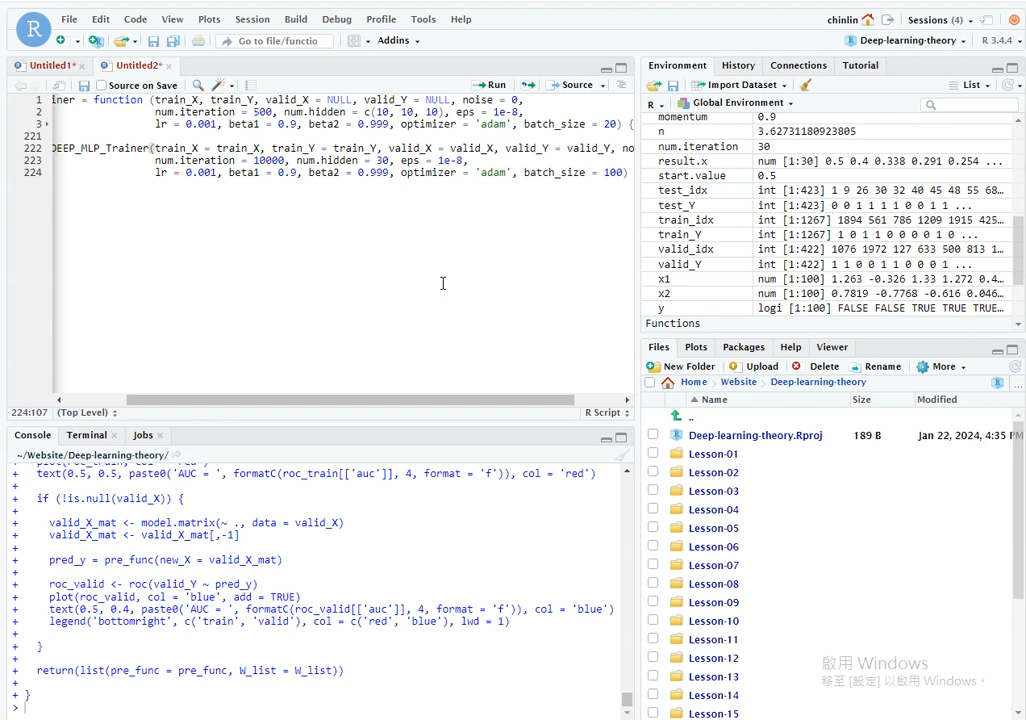 File Edit Code View Plots Session Build Debug Profile Tools Help
chinlin Sessions (4)
Go to file/functio Addins
Deep-learning-theory R 3.4.4
Untitled1* Untitled2*
Source on Save Run Source
1 iner = function (train_X, train_Y, valid_X = NULL, valid_Y = NULL, noise = 0,
2 num.iteration = 500, num.hidden = c(10, 10, 10), eps = 1e-8,
3 lr = 0.001, beta1 = 0.9, beta2 = 0.999, optimizer = 'adam', batch_size = 20) {
221
222 DEEP_MLP_Trainer(train_X = train_X, train_Y = train_Y, valid_X = valid_X, valid_Y = valid_Y, no
223 num.iteration = 10000, num.hidden = 30, eps = 1e-8,
224 lr = 0.001, beta1 = 0.9, beta2 = 0.999, optimizer = 'adam', batch_size = 100)
224:107 (Top Level) R Script
Console Terminal Jobs
~/Website/Deep-learning-theory/
text(0.5, 0.5, paste0('AUC = ', formatC(roc_train[['auc']], 4, format = 'f')), col = 'red')
+
+
+ if (!is.null(valid_X)) {
+
+ valid_X_mat <- model.matrix(~ ., data = valid_X)
+ valid_X_mat <- valid_X_mat[,-1]
+
+ pred_y = pre_func(new_X = valid_X_mat)
+
+ roc_valid <- roc(valid_Y ~ pred_y)
+ plot(roc_valid, col = 'blue', add = TRUE)
+ text(0.5, 0.4, paste0('AUC = ', formatC(roc_valid[['auc']], 4, format = 'f')), col = 'blue')
+ legend('bottomright', c('train', 'valid'), col = c('red', 'blue'), lwd = 1)
+
+ }
+
+ return(list(pre_func = pre_func, W_list = W_list))
+
+ }
>
Environment History Connections Tutorial
Import Dataset List
R Global Environment
momentum 0.9
n 3.62731180923805
num.iteration 30
result.x num [1:30] 0.5 0.4 0.338 0.291 0.254 ...
start.value 0.5
test_idx int [1:423] 1 9 26 30 32 40 45 48 55 68…
test_Y int [1:423] 0 0 1 1 1 1 0 0 1 1 ...
train_idx int [1:1267] 1894 561 786 1209 1915 425…
train_Y int [1:1267] 1 0 1 1 0 0 0 0 1 0 ...
valid_idx int [1:422] 1076 1972 127 633 500 813 1…
valid_Y int [1:422] 1 1 0 0 1 1 0 0 0 1 ...
x1 num [1:100] 1.263 -0.326 1.33 1.272 0.4…
x2 num [1:100] 0.7819 -0.7768 -0.616 0.046…
y logi [1:100] FALSE FALSE TRUE TRUE TRUE…
Functions
Files Plots Packages Help Viewer
New Folder Upload Delete Rename More
Home Website Deep-learning-theory
Name Size Modified
..
Deep-learning-theory.Rproj 189 B Jan 22, 2024, 4:35 PM
Lesson-01
Lesson-02
Lesson-03
Lesson-04
Lesson-05
Lesson-06
Lesson-07
Lesson-08
Lesson-09
Lesson-10
Lesson-11
Lesson-12
Lesson-13
Lesson-14
Lesson-15
啟用 Windows
移至 [設定] 以啟用 Windows。